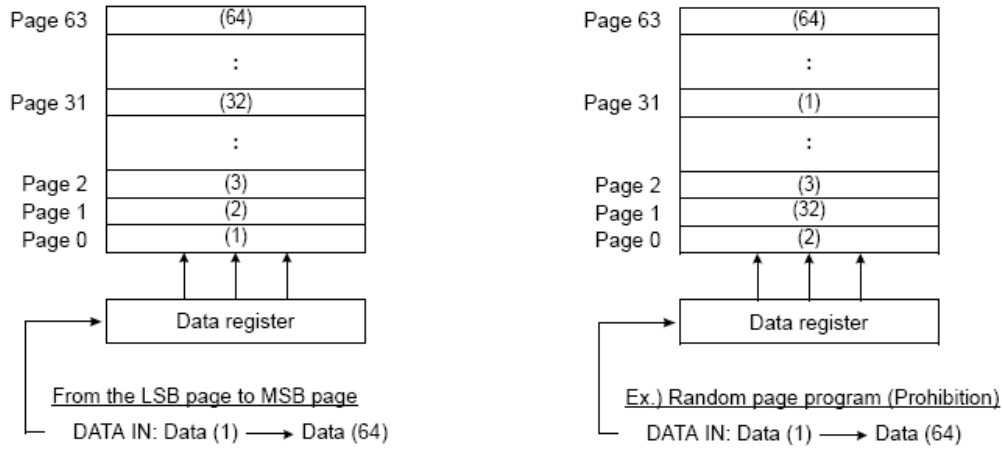 Page 63 (64)
:
Page 31 (32)
:
Page 2 (3)
Page 1 (2)
Page 0 (1)
Data register
From the LSB page to MSB page
DATA IN: Data (1) → Data (64)
Page 63 (64)
:
Page 31 (1)
:
Page 2 (3)
Page 1 (32)
Page 0 (2)
Data register
Ex.) Random page program (Prohibition)
DATA IN: Data (1) → Data (64)